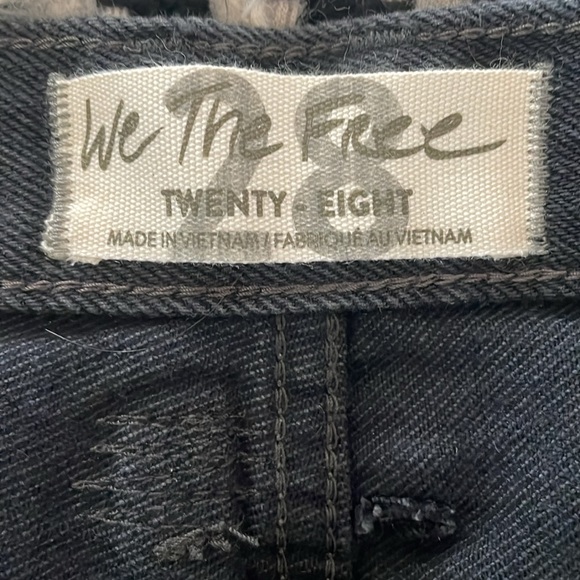 28
We The Free
TWENTY - EIGHT
MADE IN VIETNAM / FABRIQUÉ AU VIETNAM